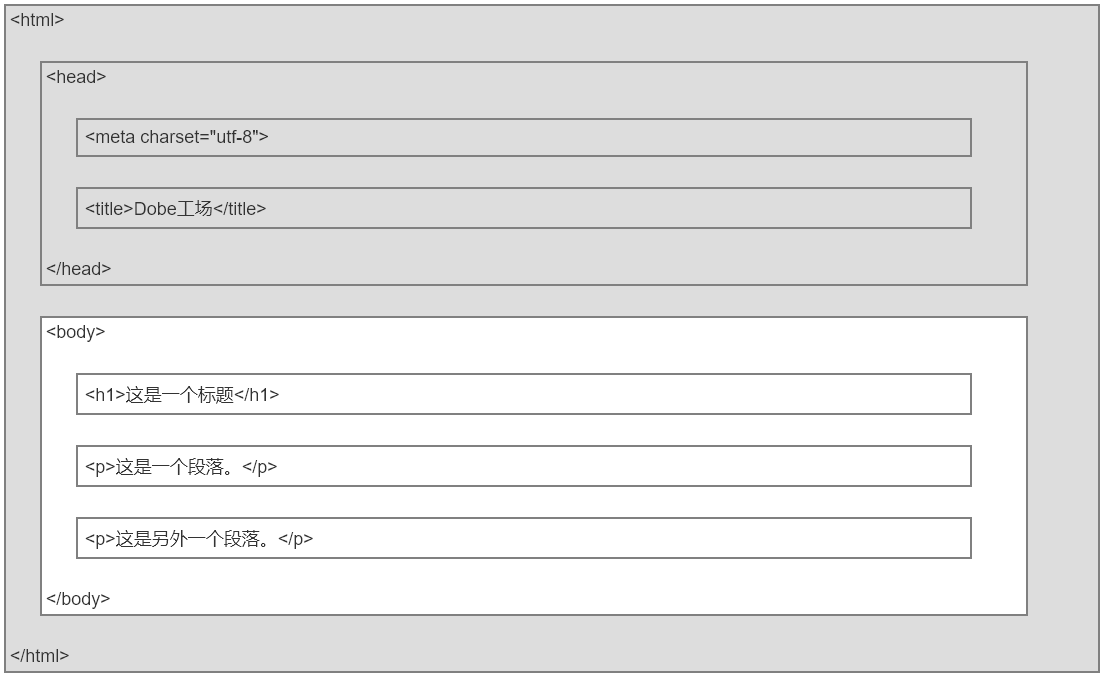 <html>
<head>
<meta charset="utf-8">
<title>Dobe工场</title>
</head>
<body>
<h1>这是一个标题</h1>
<p>这是一个段落。</p>
<p>这是另外一个段落。</p>
</body>
</html>